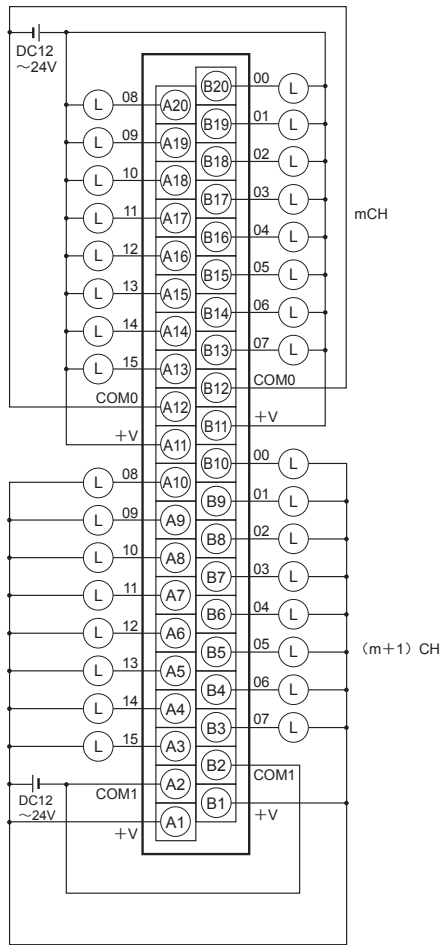 DC12
～24V
00
L
08
L
A20
B20
01
L
09
L
A19
B19
02
L
10
L
A18
B18
03
L
11
L
A17
B17
mCH
04
L
12
L
A16
B16
05
L
13
L
A15
B15
06
L
14
L
A14
B14
07
L
15
L
A13
B13
COM0
COM0
A12
B12
+V
+V
A11
B11
00
L
08
L
A10
B10
01
L
09
L
A9
B9
02
L
10
L
A8
B8
03
L
11
L
A7
B7
04
L
12
L
A6
B6
05
L
13
L
A5
B5
（m＋1）CH
06
L
14
L
A4
B4
07
L
15
L
A3
B3
COM1
COM1
A2
B2
DC12
～24V
+V
+V
A1
B1